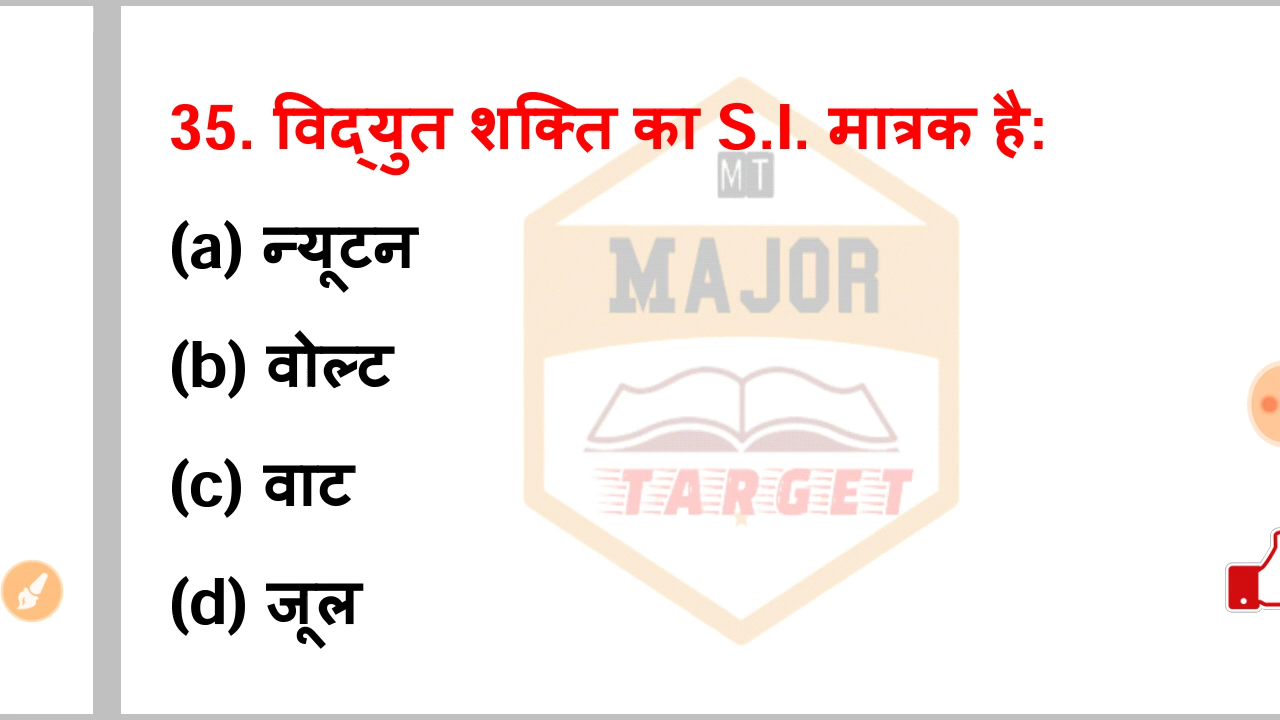 35. विद्युत शक्ति का S.I. मात्रक है:
MT
(a) न्यूटन
MAJOR
(b) वोल्ट
(c) वाट
TARGET
(d) जूल